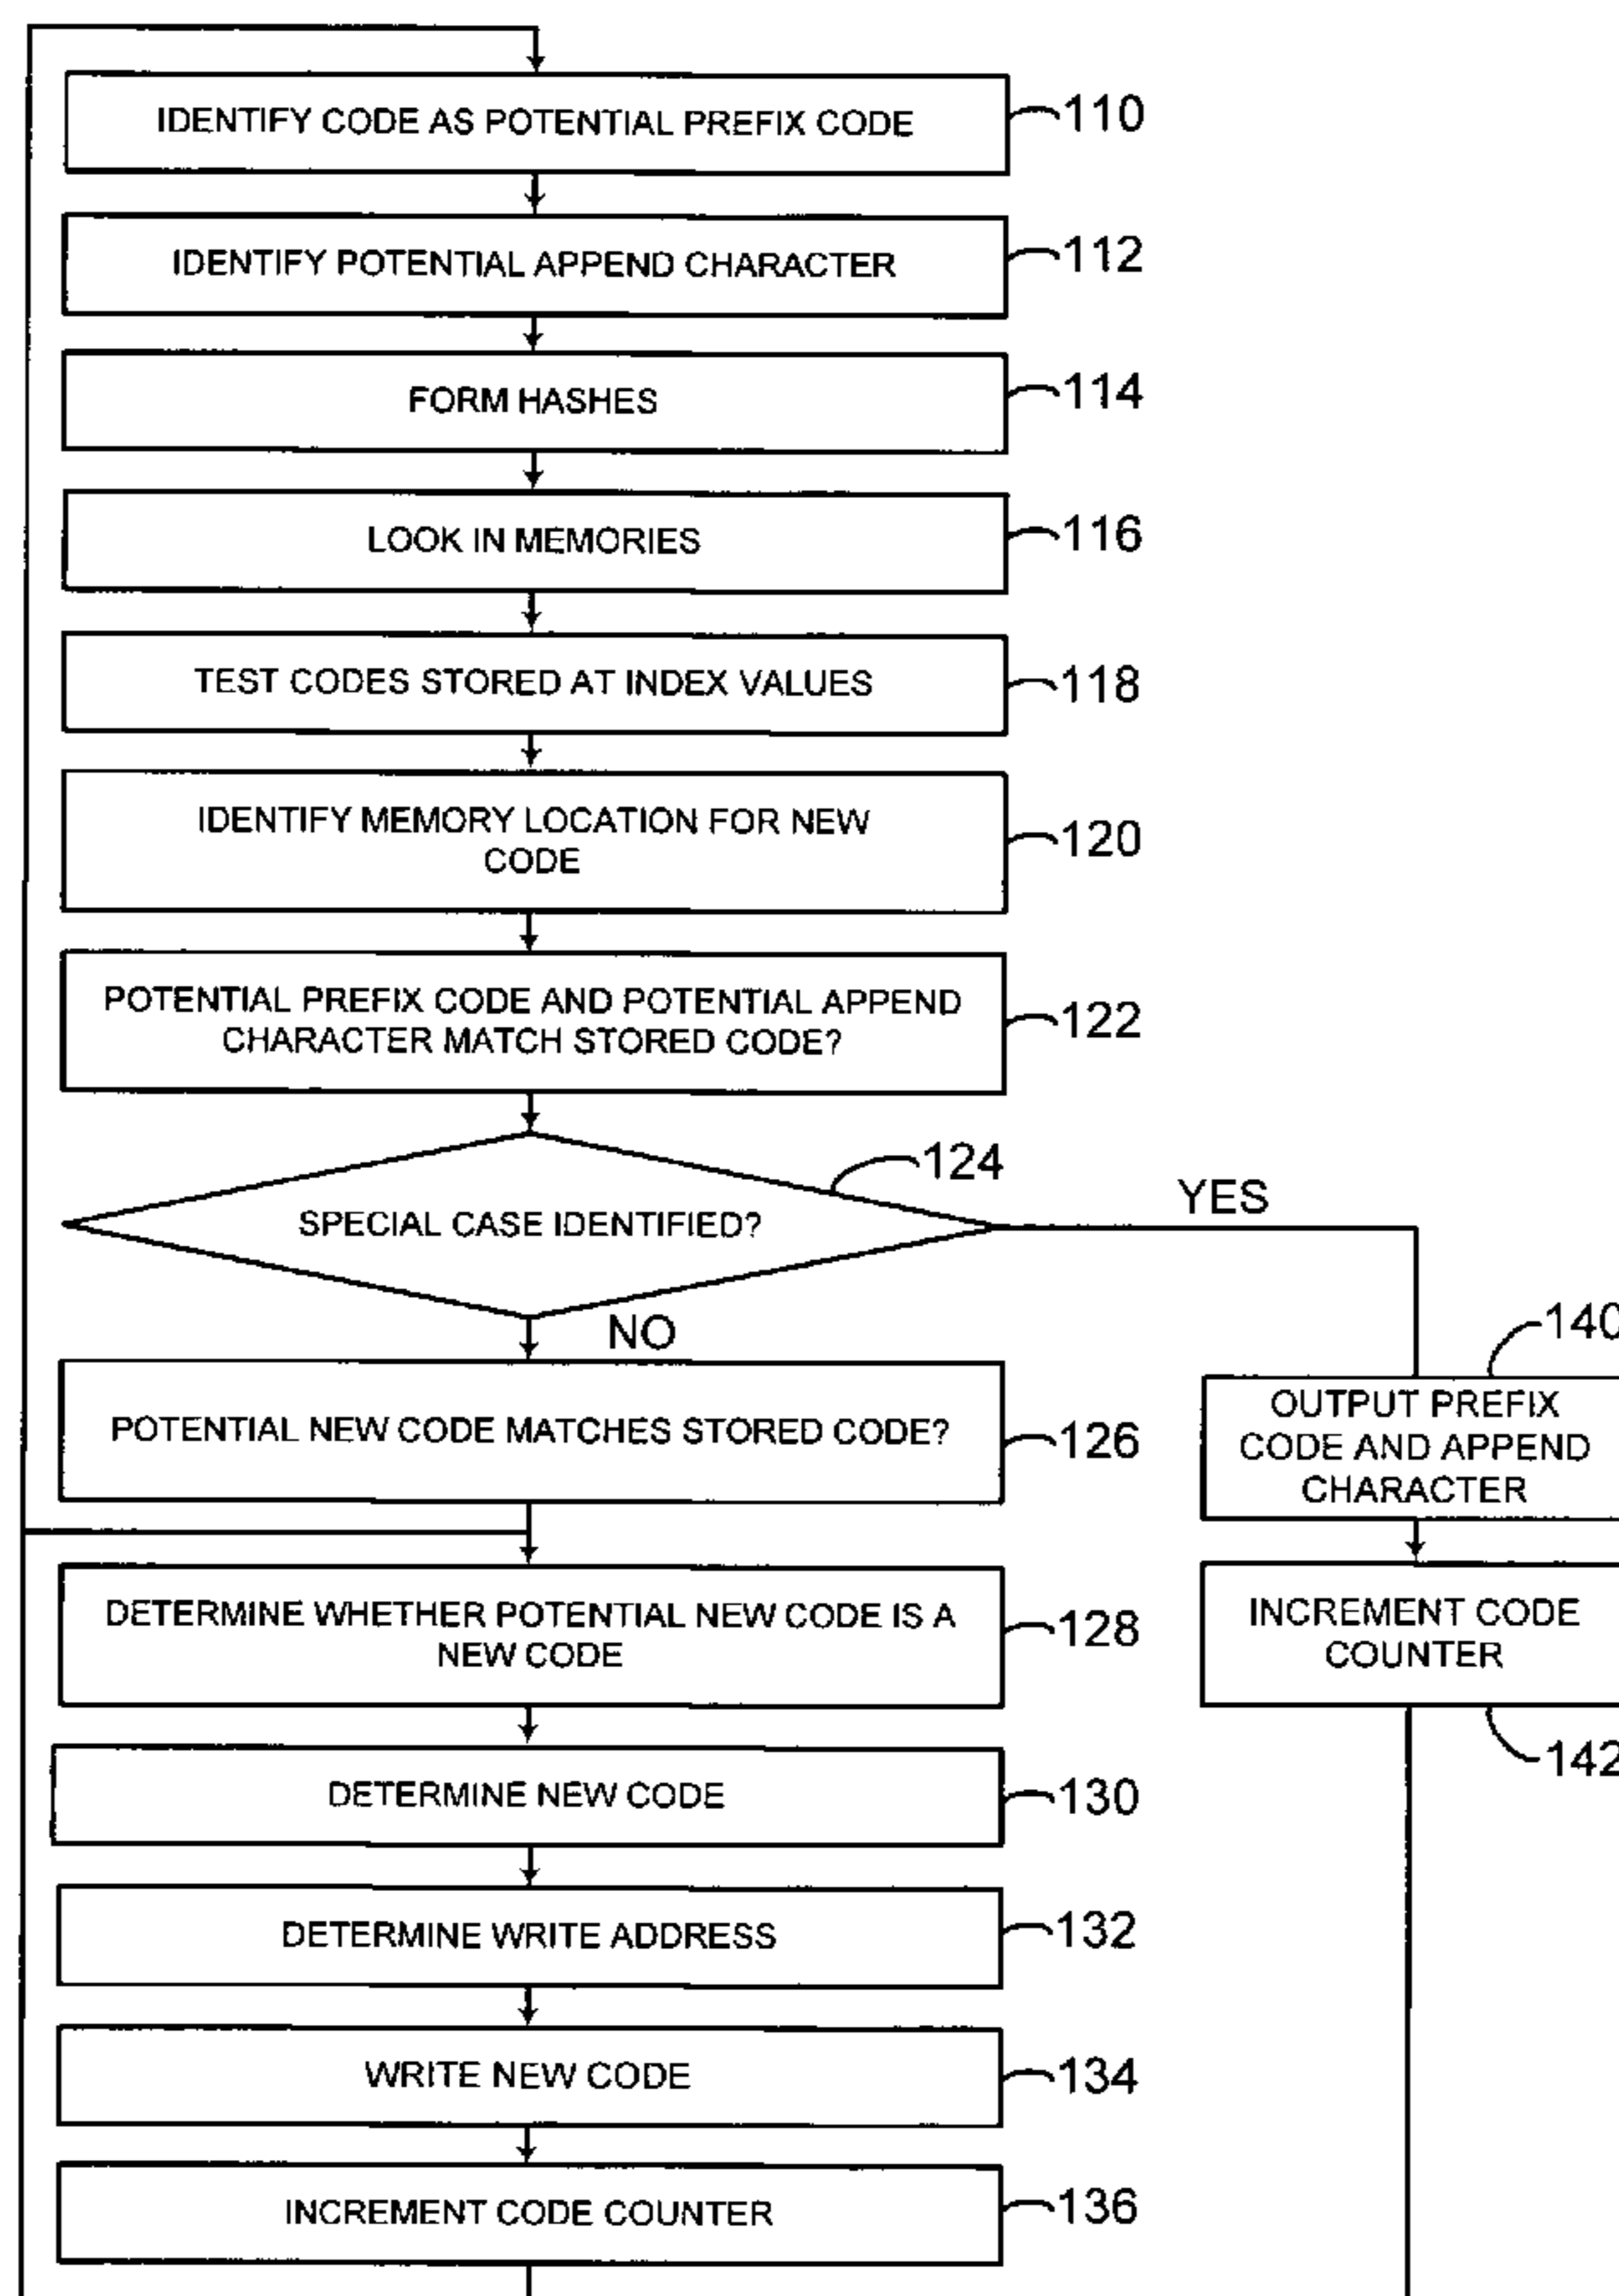 IDENTIFY CODE AS POTENTIAL PREFIX CODE
110
IDENTIFY POTENTIAL APPEND CHARACTER
112
FORM HASHES
114
LOOK IN MEMORIES
116
TEST CODES STORED AT INDEX VALUES
118
IDENTIFY MEMORY LOCATION FOR NEW
CODE
120
POTENTIAL PREFIX CODE AND POTENTIAL APPEND
CHARACTER MATCH STORED CODE?
122
124
SPECIAL CASE IDENTIFIED?
YES
NO
POTENTIAL NEW CODE MATCHES STORED CODE?
126
140
OUTPUT PREFIX
CODE AND APPEND
CHARACTER
DETERMINE WHETHER POTENTIAL NEW CODE IS A
NEW CODE
128
INCREMENT CODE
COUNTER
142
DETERMINE NEW CODE
130
DETERMINE WRITE ADDRESS
132
WRITE NEW CODE
134
INCREMENT CODE COUNTER
136